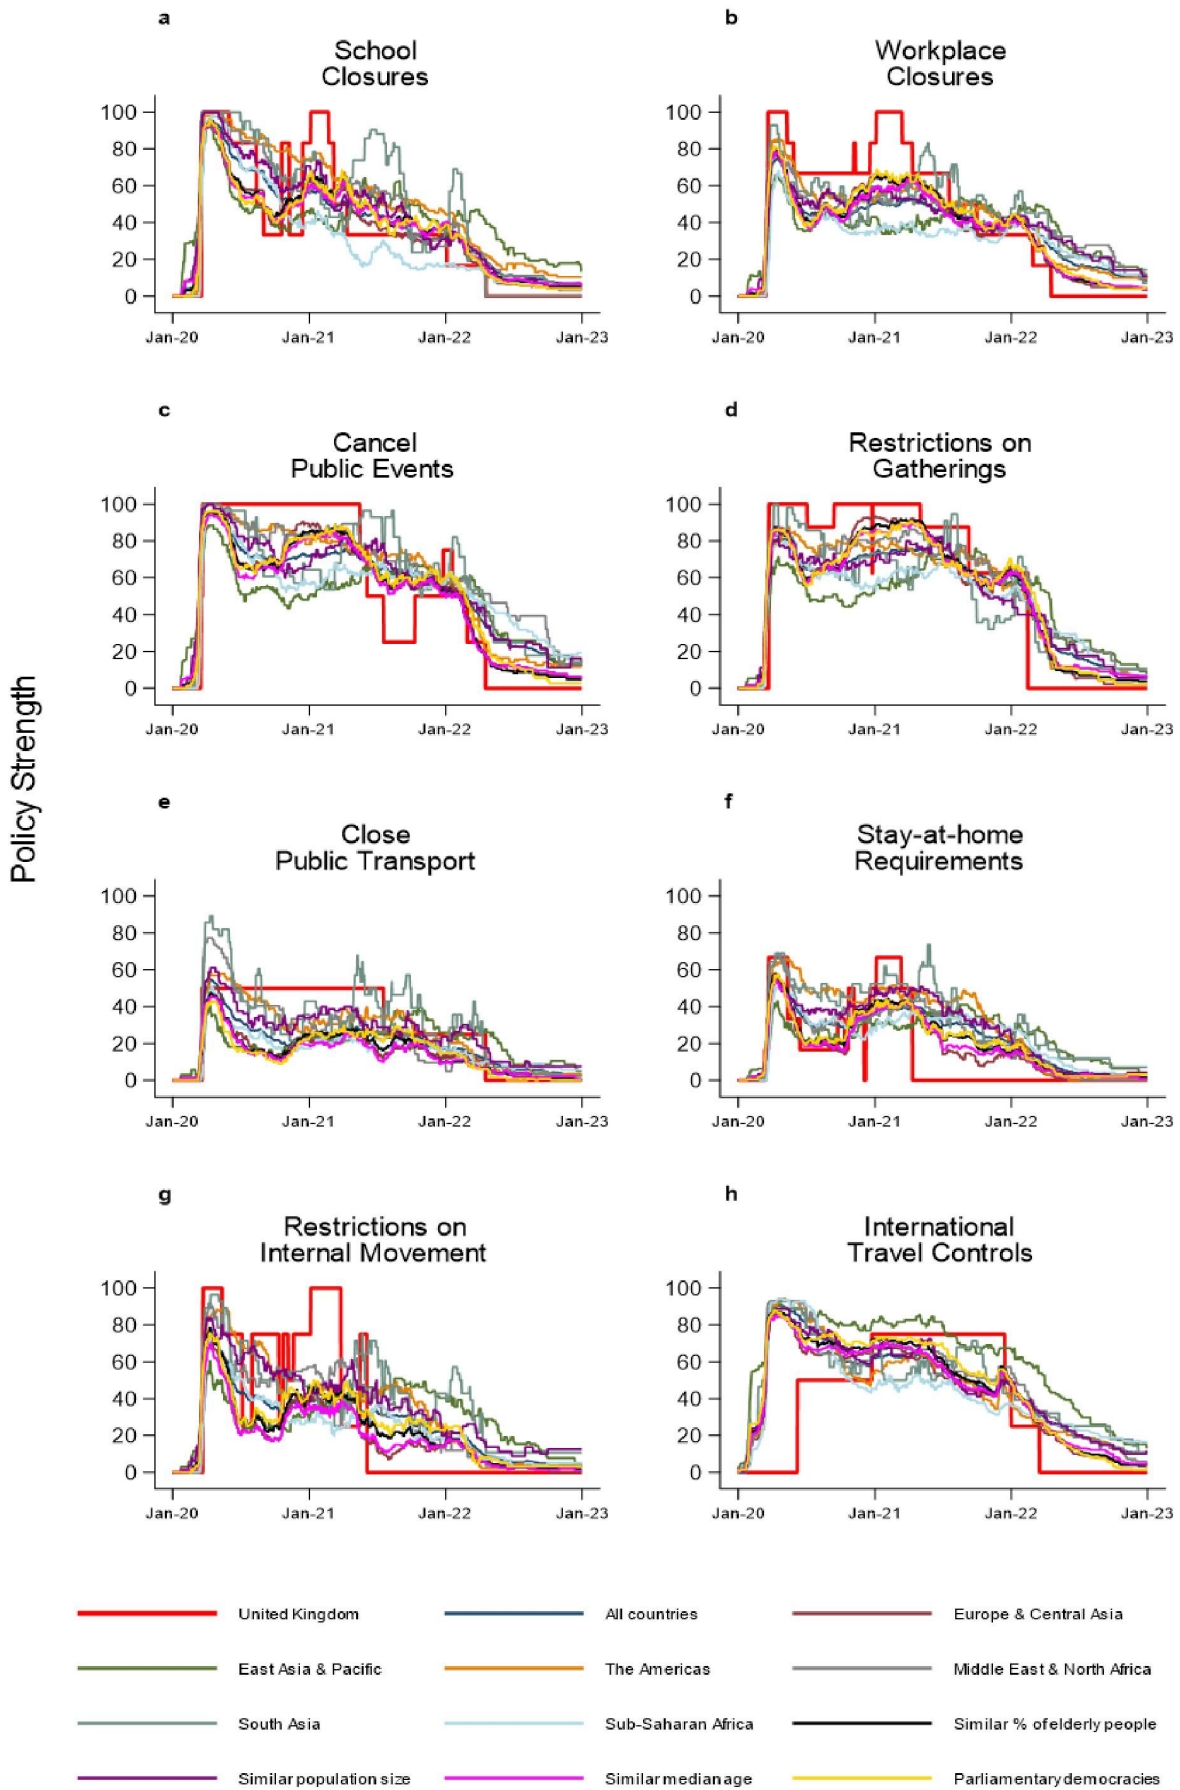 a
School
Closures
100
80
60
40
20
0
Jan-20 Jan-21 Jan-22 Jan-23
b
Workplace
Closures
100
80
60
40
20
0
Jan-20 Jan-21 Jan-22 Jan-23
c
Cancel
Public Events
100
80
60
40
20
0
Jan-20 Jan-21 Jan-22 Jan-23
d
Restrictions on
Gatherings
100
80
60
40
20
0
Jan-20 Jan-21 Jan-22 Jan-23
Policy Strength
e
Close
Public Transport
100
80
60
40
20
0
Jan-20 Jan-21 Jan-22 Jan-23
f
Stay-at-home
Requirements
100
80
60
40
20
0
Jan-20 Jan-21 Jan-22 Jan-23
g
Restrictions on
Internal Movement
100
80
60
40
20
0
Jan-20 Jan-21 Jan-22 Jan-23
h
International
Travel Controls
100
80
60
40
20
0
Jan-20 Jan-21 Jan-22 Jan-23
United Kingdom All countries Europe & Central Asia
East Asia & Pacific The Americas Middle East & North Africa
South Asia Sub-Saharan Africa Similar % of elderly people
Similar population size Similar median age Parliamentary democracies